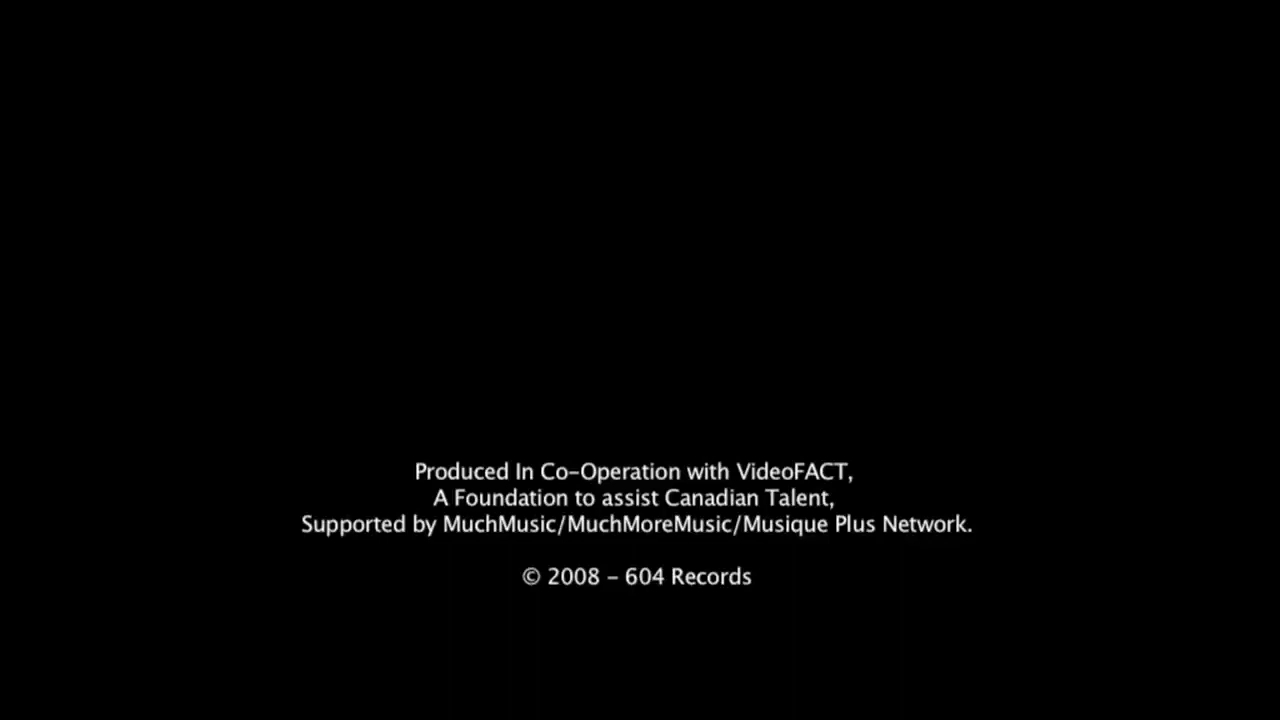 Produced In Co-Operation with VideoFACT,
A Foundation to assist Canadian Talent,
Supported by MuchMusic/MuchMoreMusic/Musique Plus Network.
© 2008 - 604 Records